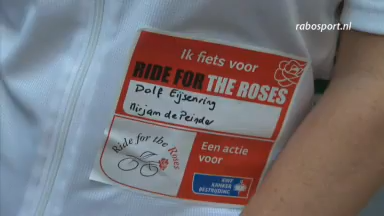 rabosport.nl
Ik fiets voor
RIDE FOR THE ROSES
Dolf Eijsenring
Mirjam de Peinder
Ride for the Roses
Een actie
voor
KWF
KANKER
BESTRIJDING